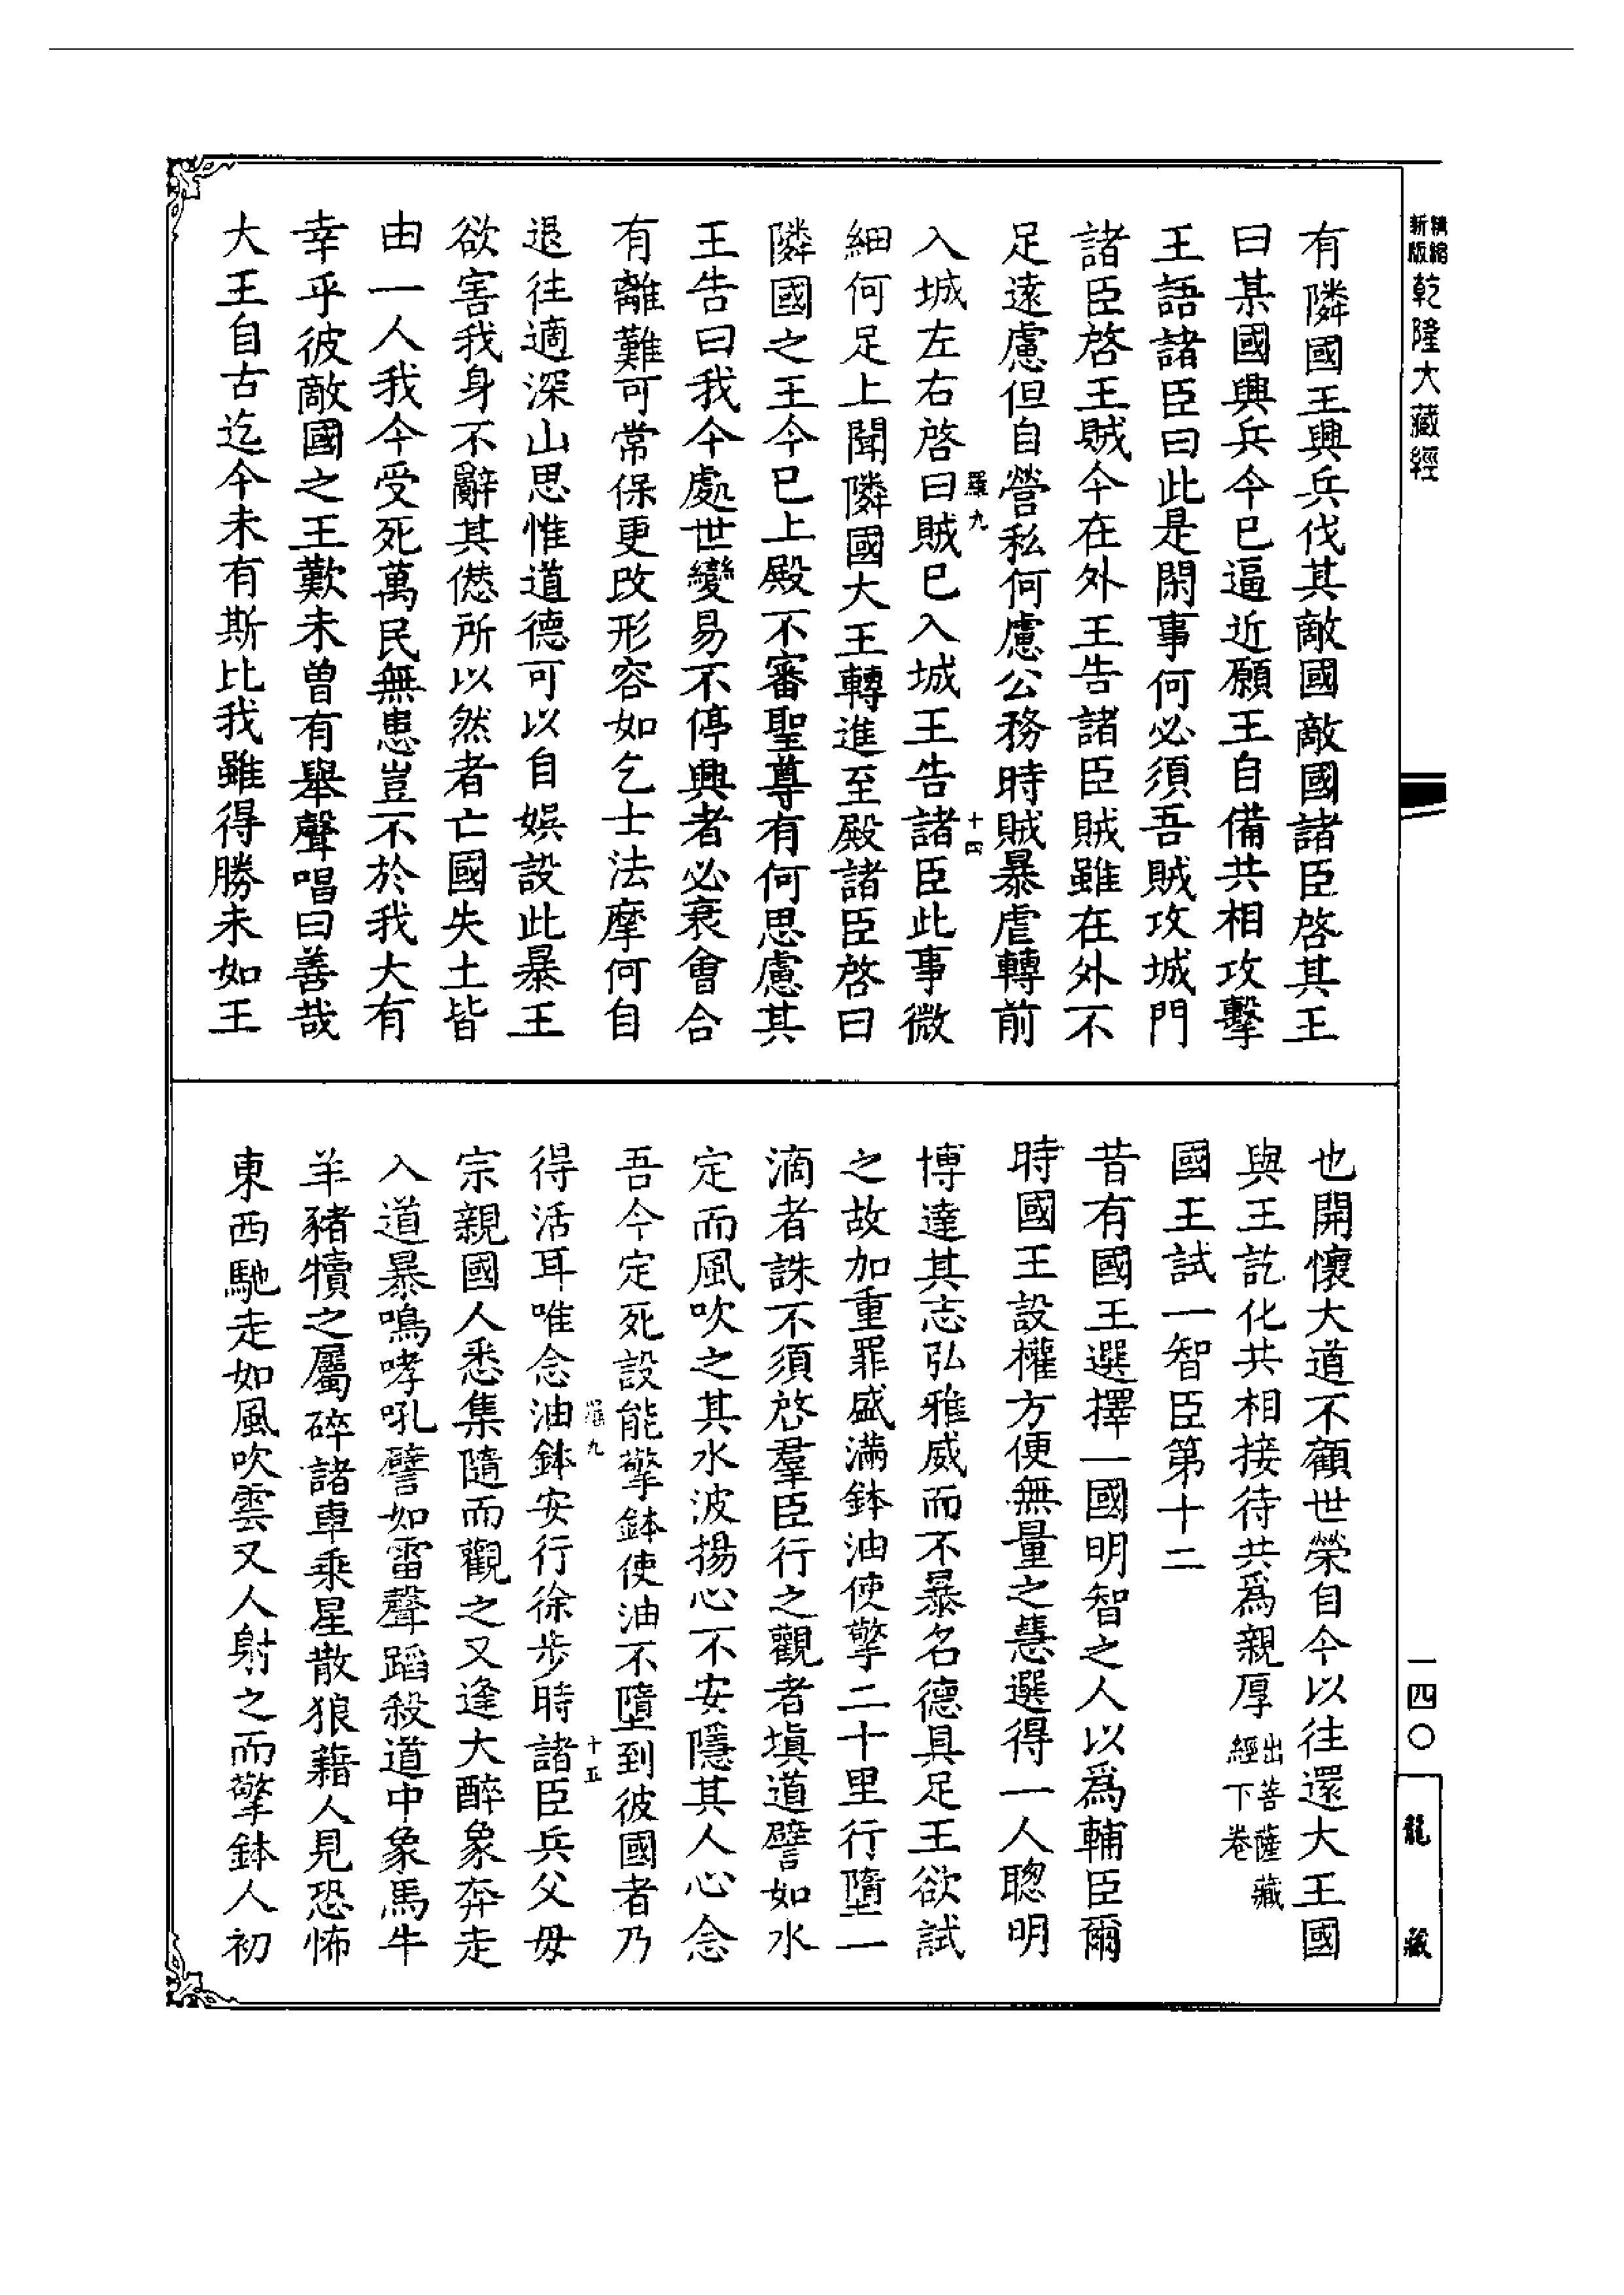 新版 精縮 乾隆大藏經
有隣國王興兵伐其敵國敵國諸臣啓其王
曰某國興兵今巳逼近願王自備共相攻擊
王語諸臣曰此是閑事何必須吾賊攻城門
諸臣啓王賊今在外王告諸臣賊雖在外不
足遠慮但自營私何慮公務時賊暴虐轉前
羅九 十四
入城左右啓曰賊巳入城王告諸臣此事微
細何足上聞隣國大王轉進至殿諸臣啓曰
隣國之王今巳上殿不審聖尊有何思慮其
王告曰我今處世變易不停興者必衰會合
有離難可常保更改形容如乞士法摩何自
退往適深山思惟道德可以自娛設此暴王
欲害我身不辭其㒋所以然者亡國失土皆
由一人我今受死萬民無患豈不於我大有
幸乎彼敵國之王歎未曾有舉聲唱曰善哉
大王自古迄今未有斯比我雖得勝未如王
也開懷大道不顧世榮自今以往還大王國
與王訖化共相接待共爲親厚出菩薩藏經下卷
國王試一智臣第十二
昔有國王選擇一國明智之人以爲輔臣爾
時國王設權方便無量之慧選得一人聰明
博達其志弘雅威而不暴名德具足王欲試
之故加重罪盛滿鉢油使擎二十里行墮一
滴者誅不須啓羣臣行之觀者塡道譬如水
定而風吹之其水波揚心不安隱其人心念
吾今定死設能擎鉢使油不墮到彼國者乃
羅九 十五
得活耳唯念油鉢安行徐步時諸臣兵父母
宗親國人悉集隨而觀之又逢大醉象奔走
入道暴鳴哮吼譬如雷聲蹈殺道中象馬牛
羊豬犢之屬碎諸車乘星散狼藉人見恐怖
東西馳走如風吹雲又人射之而擎鉢人初
一四〇
龍藏